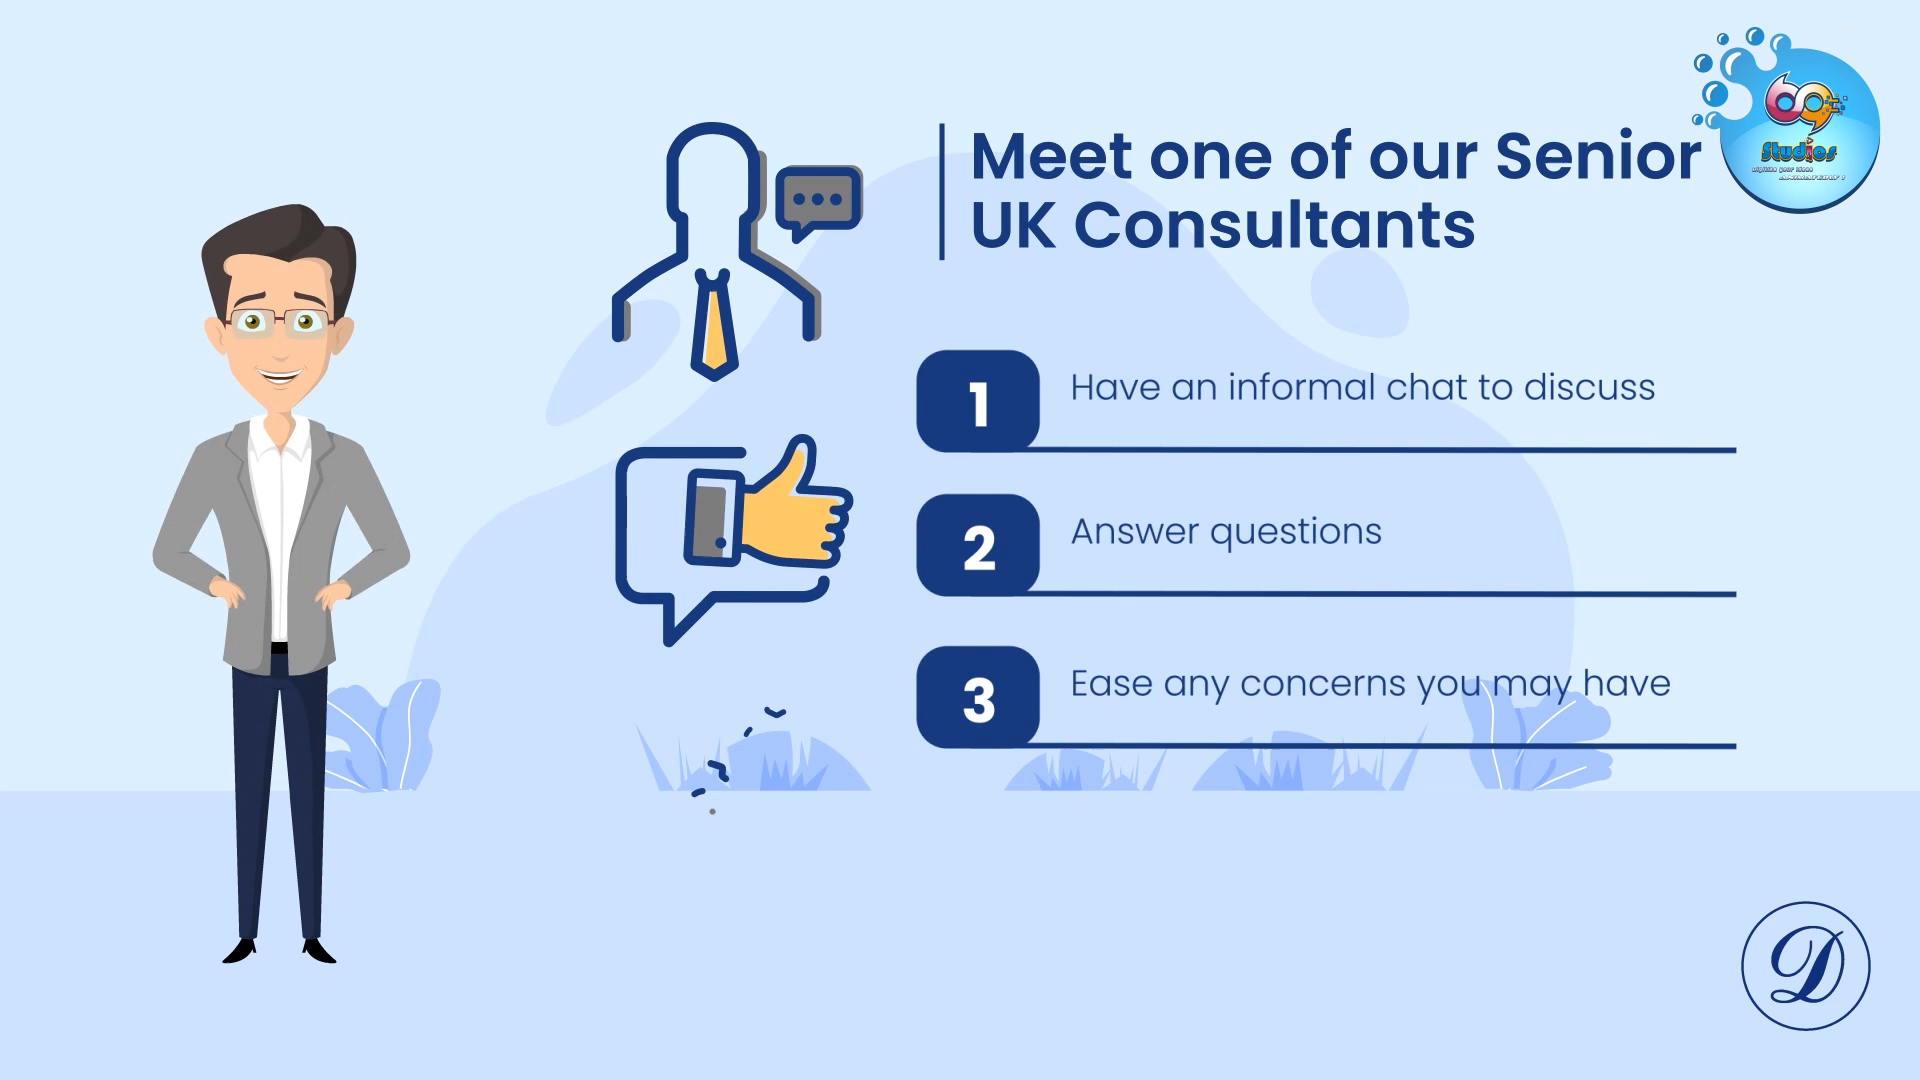 Meet one of our Senior
UK Consultants
69
Studios
1
Have an informal chat to discuss
2
Answer questions
3
Ease any concerns you may have
D